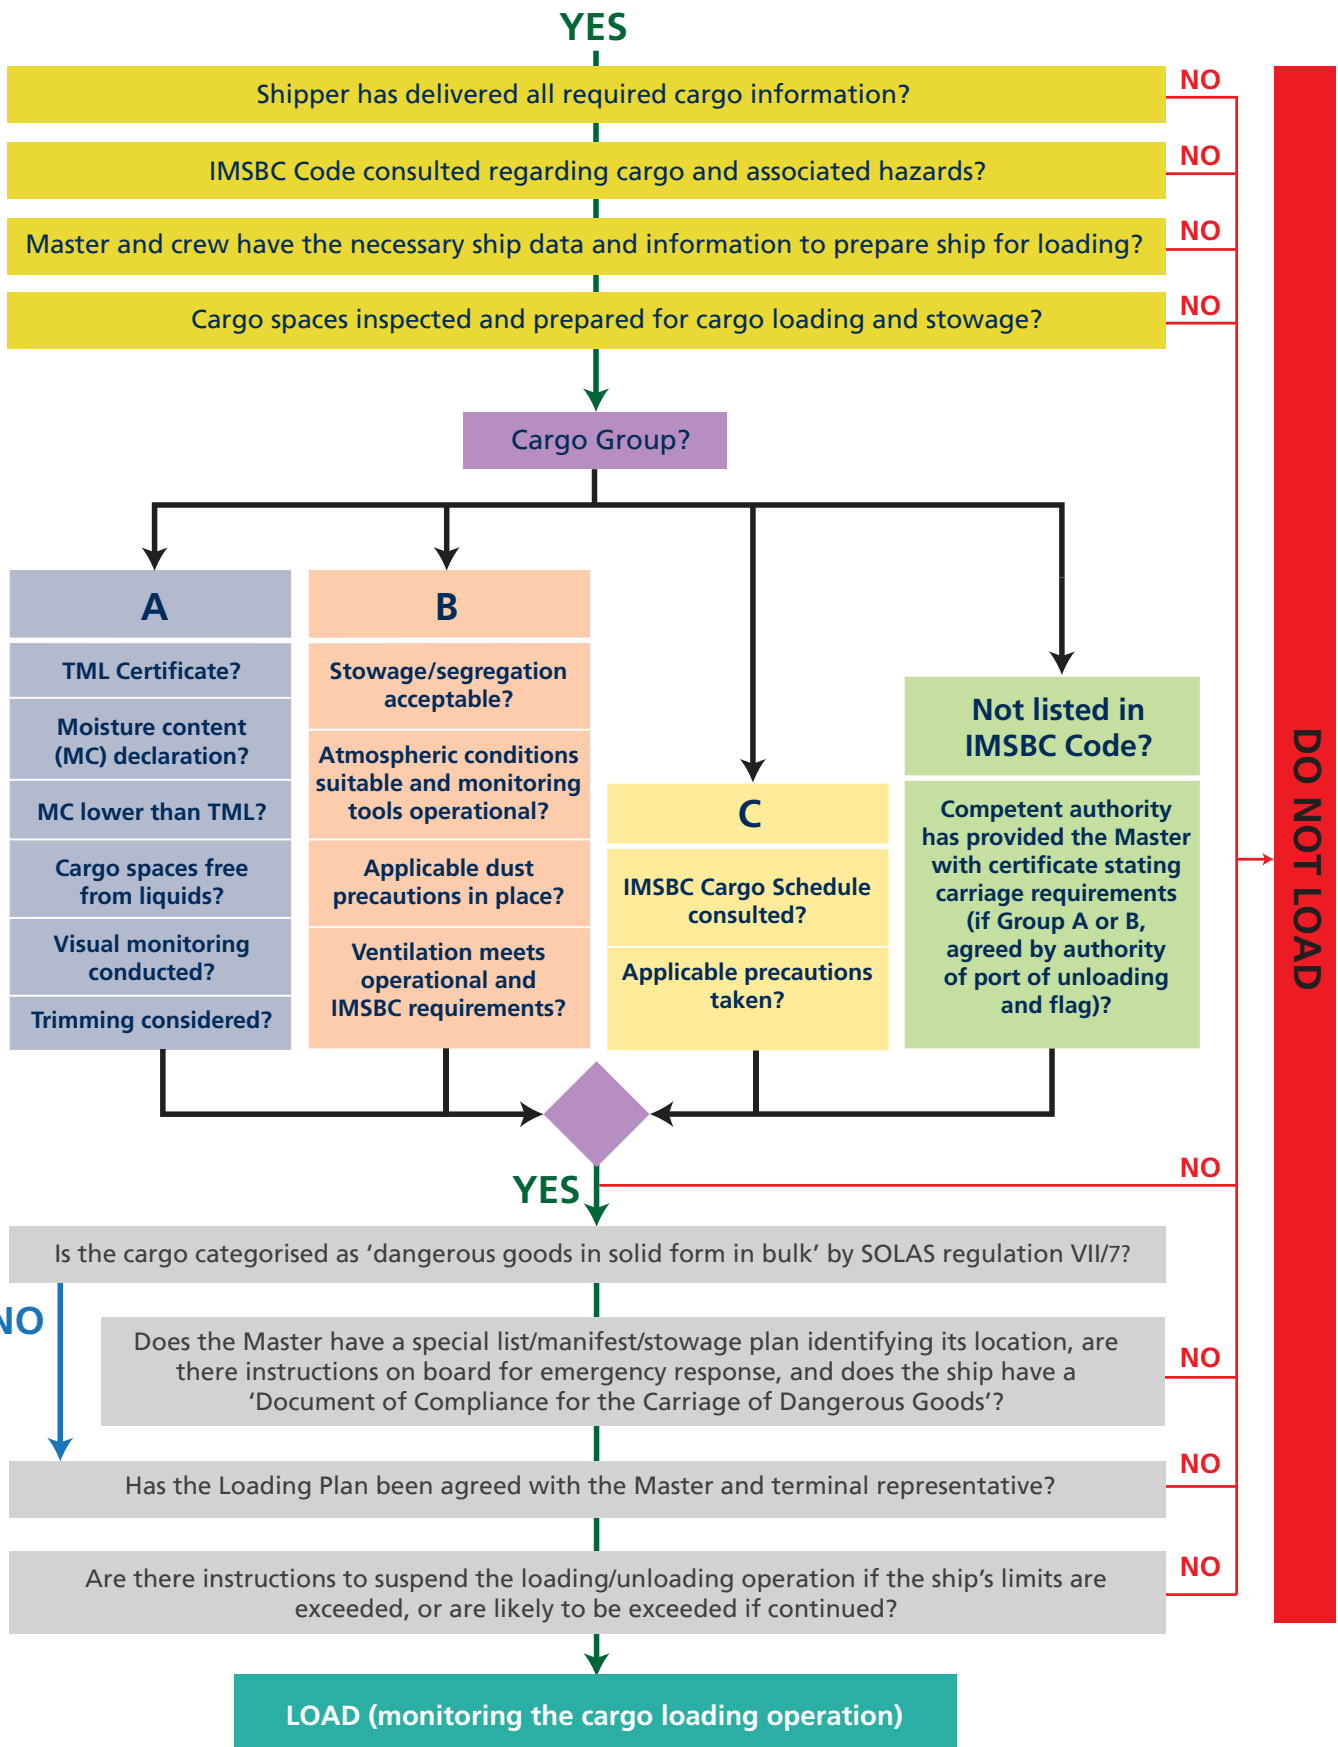 YES
Shipper has delivered all required cargo information?
NO
IMSBC Code consulted regarding cargo and associated hazards?
NO
Master and crew have the necessary ship data and information to prepare ship for loading?
NO
Cargo spaces inspected and prepared for cargo loading and stowage?
NO
Cargo Group?
A
TML Certificate?
Moisture content
(MC) declaration?
MC lower than TML?
Cargo spaces free
from liquids?
Visual monitoring
conducted?
Trimming considered?
B
Stowage/segregation
acceptable?
Atmospheric conditions
suitable and monitoring
tools operational?
Applicable dust
precautions in place?
Ventilation meets
operational and
IMSBC requirements?
C
IMSBC Cargo Schedule
consulted?
Applicable precautions
taken?
Not listed in
IMSBC Code?
Competent authority
has provided the Master
with certificate stating
carriage requirements
(if Group A or B,
agreed by authority
of port of unloading
and flag)?
DO NOT LOAD
YES
NO
Is the cargo categorised as ‘dangerous goods in solid form in bulk’ by SOLAS regulation VII/7?
NO
Does the Master have a special list/manifest/stowage plan identifying its location, are
there instructions on board for emergency response, and does the ship have a
‘Document of Compliance for the Carriage of Dangerous Goods’?
NO
Has the Loading Plan been agreed with the Master and terminal representative?
NO
Are there instructions to suspend the loading/unloading operation if the ship’s limits are
exceeded, or are likely to be exceeded if continued?
NO
LOAD (monitoring the cargo loading operation)